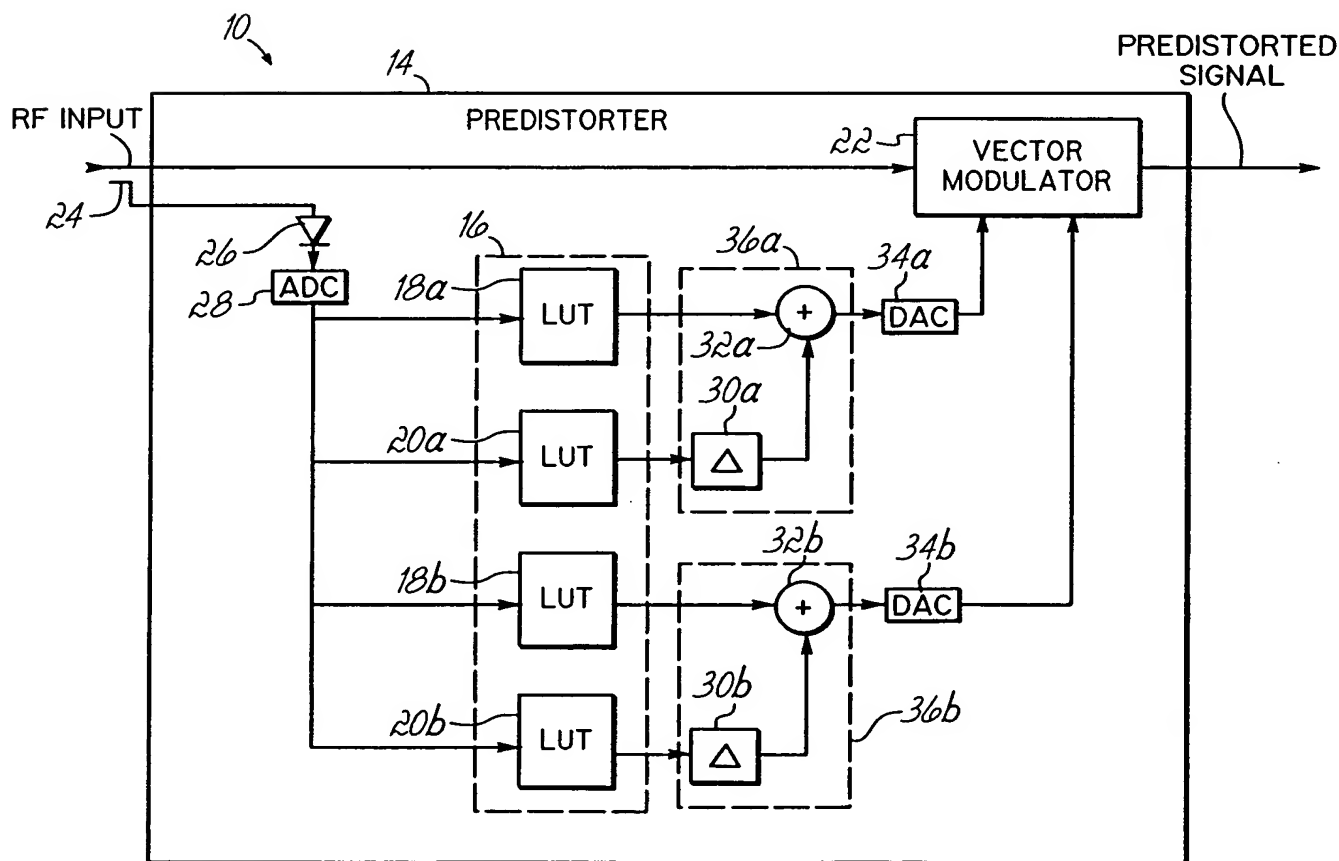 10
14
PREDISTORTED
SIGNAL
RF INPUT
PREDISTORTER
22
VECTOR
MODULATOR
24
26
16
36a
34a
28
ADC
18a
LUT
+
32a
DAC
30a
20a
LUT
Δ
32b
34b
18b
LUT
+
DAC
30b
20b
LUT
Δ
36b